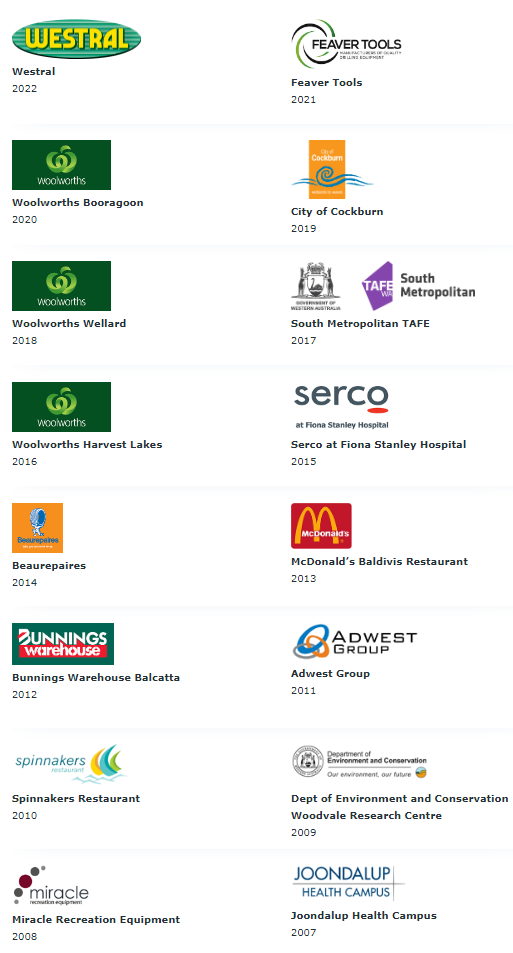 WESTRAL
Westral
2022
FEAVER TOOLS
MANUFACTURERS OF QUALITY
DRILLING EQUIPMENT
Feaver Tools
2021
woolworths
Woolworths Booragoon
2020
City of
Cockburn
City of Cockburn
2019
woolworths
Woolworths Wellard
2018
GOVERNMENT OF
WESTERN AUSTRALIA
TAFE
WA
South
Metropolitan
South Metropolitan TAFE
2017
woolworths
Woolworths Harvest Lakes
2016
serco
at Fiona Stanley Hospital
Serco at Fiona Stanley Hospital
2015
Beaurepaires
Beaurepaires
2014
McDonald's
McDonald’s Baldivis Restaurant
2013
BUNNINGS
warehouse
Bunnings Warehouse Balcatta
2012
ADWEST
GROUP
Adwest Group
2011
spinnakers
restaurant
Spinnakers Restaurant
2010
Department of
Environment and Conservation
Our environment, our future
Dept of Environment and Conservation
Woodvale Research Centre
2009
miracle
recreation equipment
Miracle Recreation Equipment
2008
JOONDALUP
HEALTH CAMPUS
Joondalup Health Campus
2007